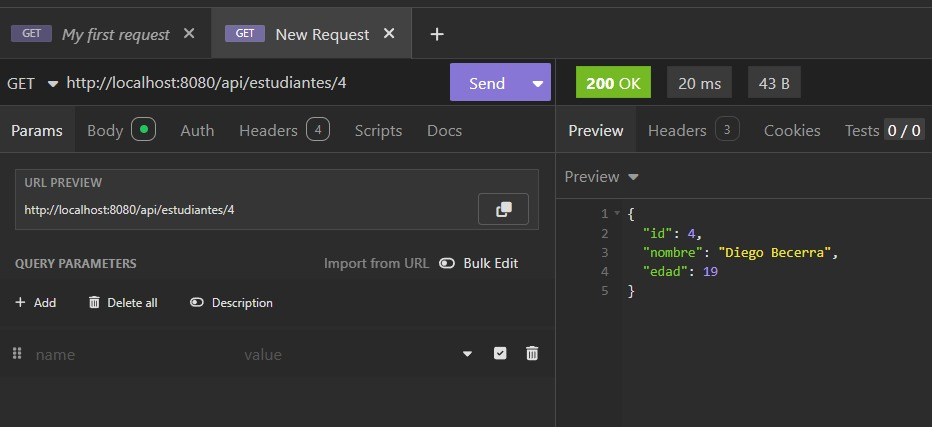 GET My first request
GET New Request
GET http://localhost:8080/api/estudiantes/4 Send
200 OK 20 ms 43 B
Params Body Auth Headers 4 Scripts Docs
Preview Headers 3 Cookies Tests 0 / 0
URL PREVIEW
http://localhost:8080/api/estudiantes/4
QUERY PARAMETERS Import from URL Bulk Edit
Add Delete all Description
name value
Preview
1 {
2 "id": 4,
3 "nombre": "Diego Becerra",
4 "edad": 19
5 }